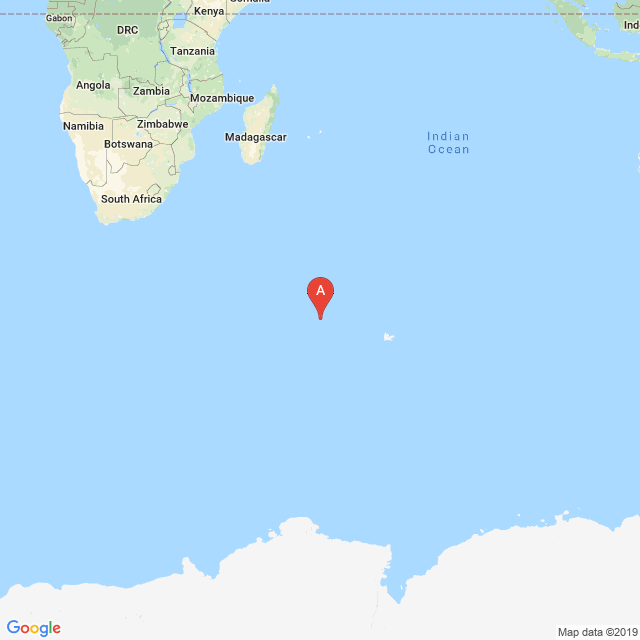 Somalia
Gabon
Kenya
DRC
Tanzania
Angola
Zambia
Mozambique
Namibia
Zimbabwe
Botswana
Madagascar
South Africa
Indian
Ocean
Ind
A
Google
Map data ©2019